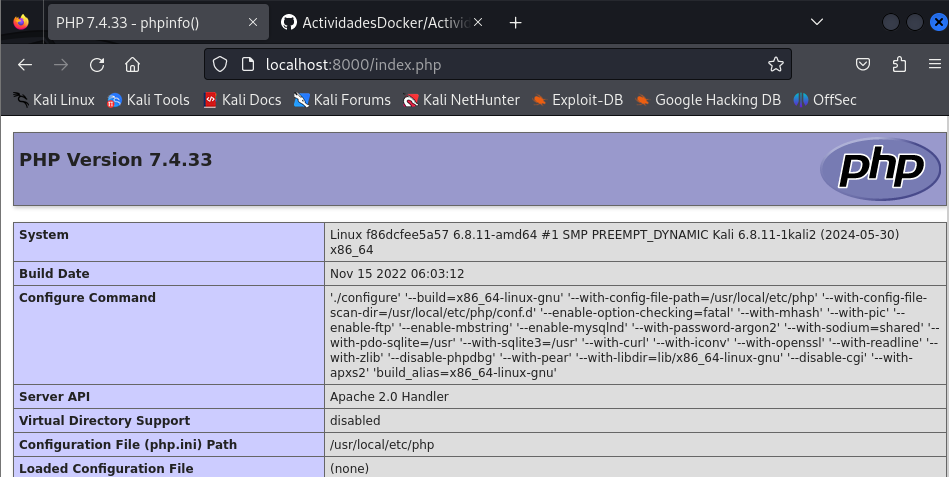 PHP 7.4.33 - phpinfo()
ActividadesDocker/Activid
localhost:8000/index.php
Kali Linux
Kali Tools
Kali Docs
Kali Forums
Kali NetHunter
Exploit-DB
Google Hacking DB
OffSec
PHP Version 7.4.33
php
System
Linux f86dcfee5a57 6.8.11-amd64 #1 SMP PREEMPT_DYNAMIC Kali 6.8.11-1kali2 (2024-05-30)
x86_64
Build Date
Nov 15 2022 06:03:12
Configure Command
'./configure' '--build=x86_64-linux-gnu' '--with-config-file-path=/usr/local/etc/php' '--with-config-file-
scan-dir=/usr/local/etc/php/conf.d' '--enable-option-checking=fatal' '--with-mhash' '--with-pic' '--
enable-ftp' '--enable-mbstring' '--enable-mysqlnd' '--with-password-argon2' '--with-sodium=shared' '--
with-pdo-sqlite=/usr' '--with-sqlite3=/usr' '--with-curl' '--with-iconv' '--with-openssl' '--with-readline' '--
with-zlib' '--disable-phpdbg' '--with-pear' '--with-libdir=lib/x86_64-linux-gnu' '--disable-cgi' '--with-
apxs2' 'build_alias=x86_64-linux-gnu'
Server API
Apache 2.0 Handler
Virtual Directory Support
disabled
Configuration File (php.ini) Path
/usr/local/etc/php
Loaded Configuration File
(none)